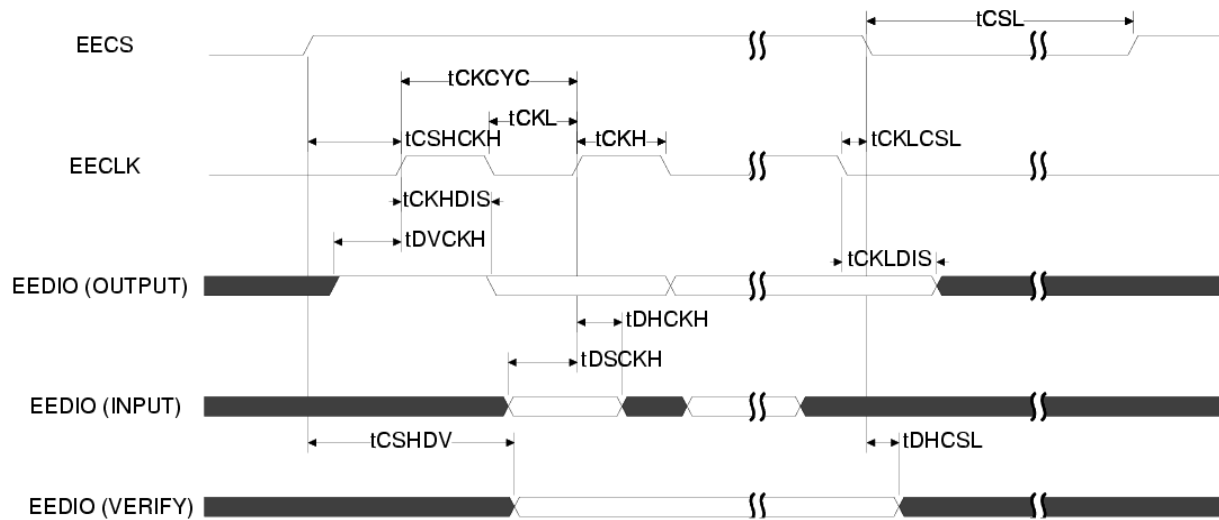 tCSL
EECS
tCKCYC
tCKL
tCSHCKH
tCKH
tCKLCSL
EECLK
tCKHDIS
tDVCKH
tCKLDIS
EEDIO (OUTPUT)
tDHCKH
tDSCKH
EEDIO (INPUT)
tCSHDV
tDHCSL
EEDIO (VERIFY)